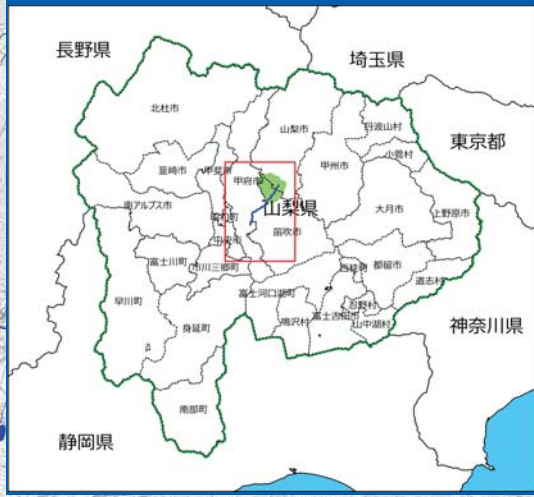 長野県
埼玉県
北杜市
山梨市
丹波山村
小菅村
東京都
韮崎市
甲斐市
甲府市
甲州市
南アルプス市
昭和町
山梨県
大月市
上野原市
中央市
笛吹市
富士川町
市川三郷町
西桂町
都留市
道志村
早川町
富士河口湖町
忍野村
鳴沢村
富士吉田市
山中湖村
神奈川県
身延町
南部町
静岡県